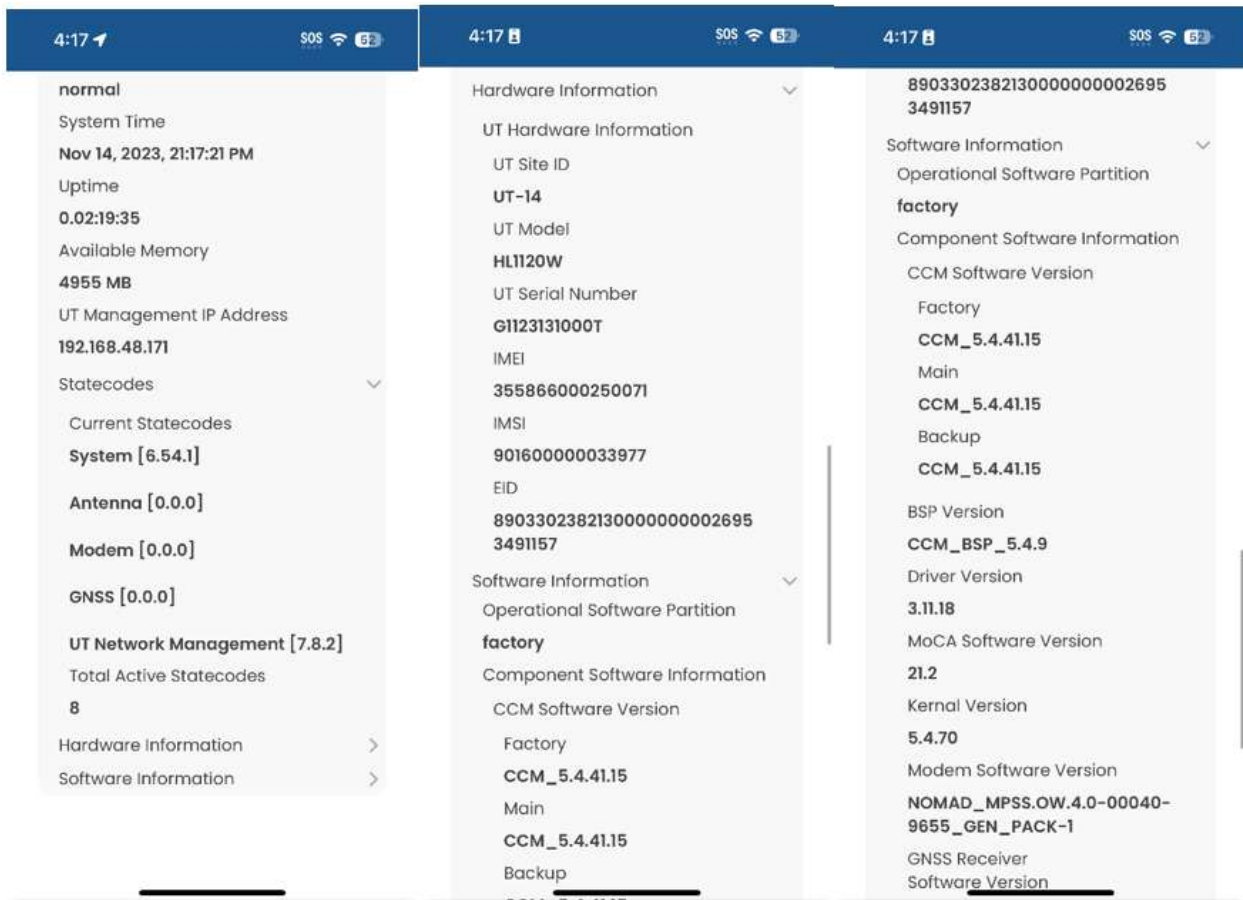 4:17
SOS 52
normal
System Time
Nov 14, 2023, 21:17:21 PM
Uptime
0.02:19:35
Available Memory
4955 MB
UT Management IP Address
192.168.48.171
Statecodes
Current Statecodes
System [6.54.1]
Antenna [0.0.0]
Modem [0.0.0]
GNSS [0.0.0]
UT Network Management [7.8.2]
Total Active Statecodes
8
Hardware Information
Software Information
4:17
SOS 52
Hardware Information
UT Hardware Information
UT Site ID
UT-14
UT Model
HL1120W
UT Serial Number
G1123131000T
IMEI
355866000250071
IMSI
901600000033977
EID
8903302382130000000002695
3491157
Software Information
Operational Software Partition
factory
Component Software Information
CCM Software Version
Factory
CCM_5.4.41.15
Main
CCM_5.4.41.15
Backup
4:17
SOS 52
8903302382130000000002695
3491157
Software Information
Operational Software Partition
factory
Component Software Information
CCM Software Version
Factory
CCM_5.4.41.15
Main
CCM_5.4.41.15
Backup
CCM_5.4.41.15
BSP Version
CCM_BSP_5.4.9
Driver Version
3.11.18
MoCA Software Version
21.2
Kernal Version
5.4.70
Modem Software Version
NOMAD_MPSS.OW.4.0-00040-
9655_GEN_PACK-1
GNSS Receiver
Software Version